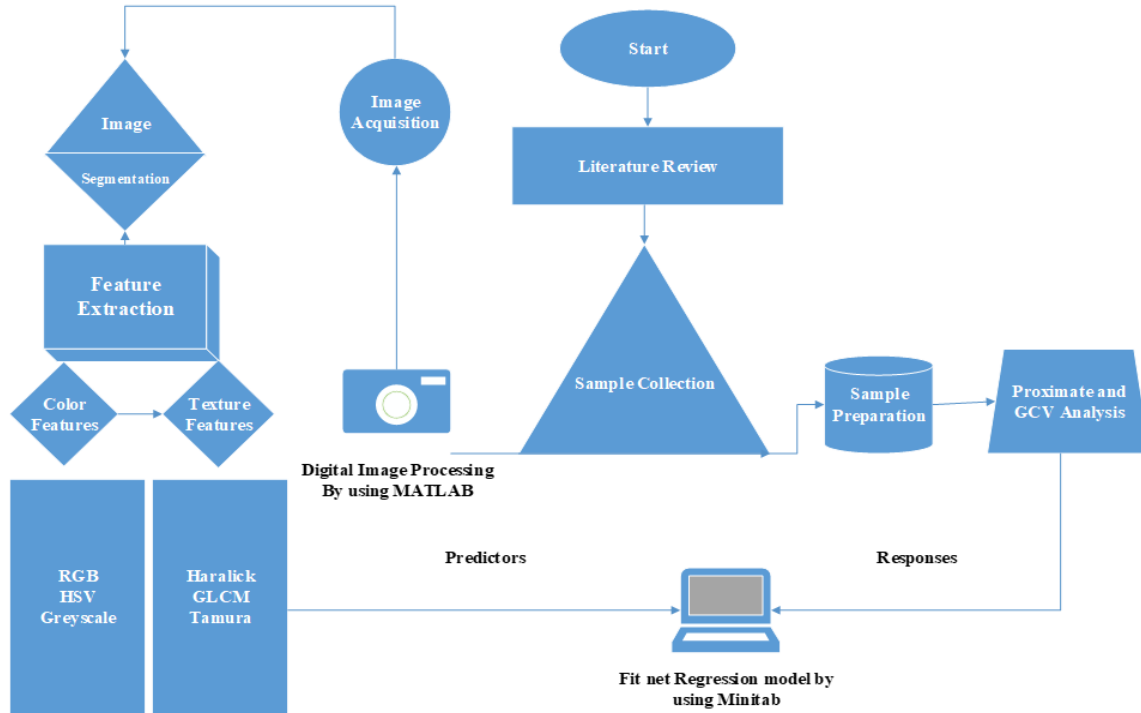 Start
Image
Acquisition
Image
Segmentation
Literature Review
Feature
Extraction
Sample Collection
Sample
Preparation
Proximate and
GCV Analysis
Color
Features
Texture
Features
Digital Image Processing
By using MATLAB
Predictors
Responses
RGB
HSV
Greyscale
Haralick
GLCM
Tamura
Fit net Regression model by
using Minitab